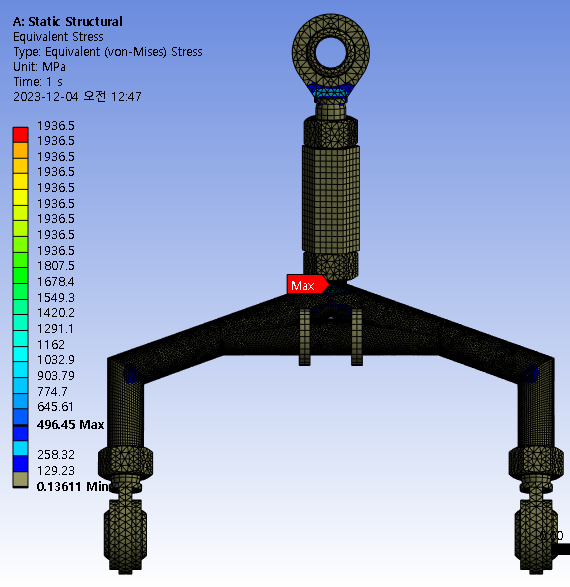 A: Static Structural
Equivalent Stress
Type: Equivalent (von-Mises) Stress
Unit: MPa
Time: 1 s
2023-12-04 오전 12:47
1936.5
1936.5
1936.5
1936.5
1936.5
1936.5
1936.5
1936.5
1936.5
1807.5
1678.4
1549.3
1420.2
1291.1
1162
1032.9
903.79
774.7
645.61
496.45 Max
258.32
129.23
0.13611 Min
Max